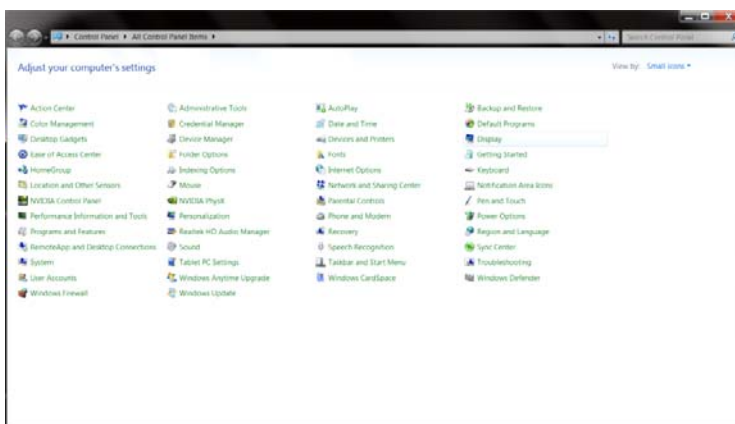 Control Panel ▸ All Control Panel Items ▸ Search Control Panel
Adjust your computer's settings View by: Small icons
Action Center Administrative Tools AutoPlay Backup and Restore
Color Management Credential Manager Date and Time Default Programs
Desktop Gadgets Device Manager Devices and Printers Display
Ease of Access Center Folder Options Fonts Getting Started
HomeGroup Indexing Options Internet Options Keyboard
Location and Other Sensors Mouse Network and Sharing Center Notification Area Icons
NVIDIA Control Panel NVIDIA PhysX Parental Controls Pen and Touch
Performance Information and Tools Personalization Phone and Modem Power Options
Programs and Features Realtek HD Audio Manager Recovery Region and Language
RemoteApp and Desktop Connections Sound Speech Recognition Sync Center
System Tablet PC Settings Taskbar and Start Menu Troubleshooting
User Accounts Windows Anytime Upgrade Windows CardSpace Windows Defender
Windows Firewall Windows Update